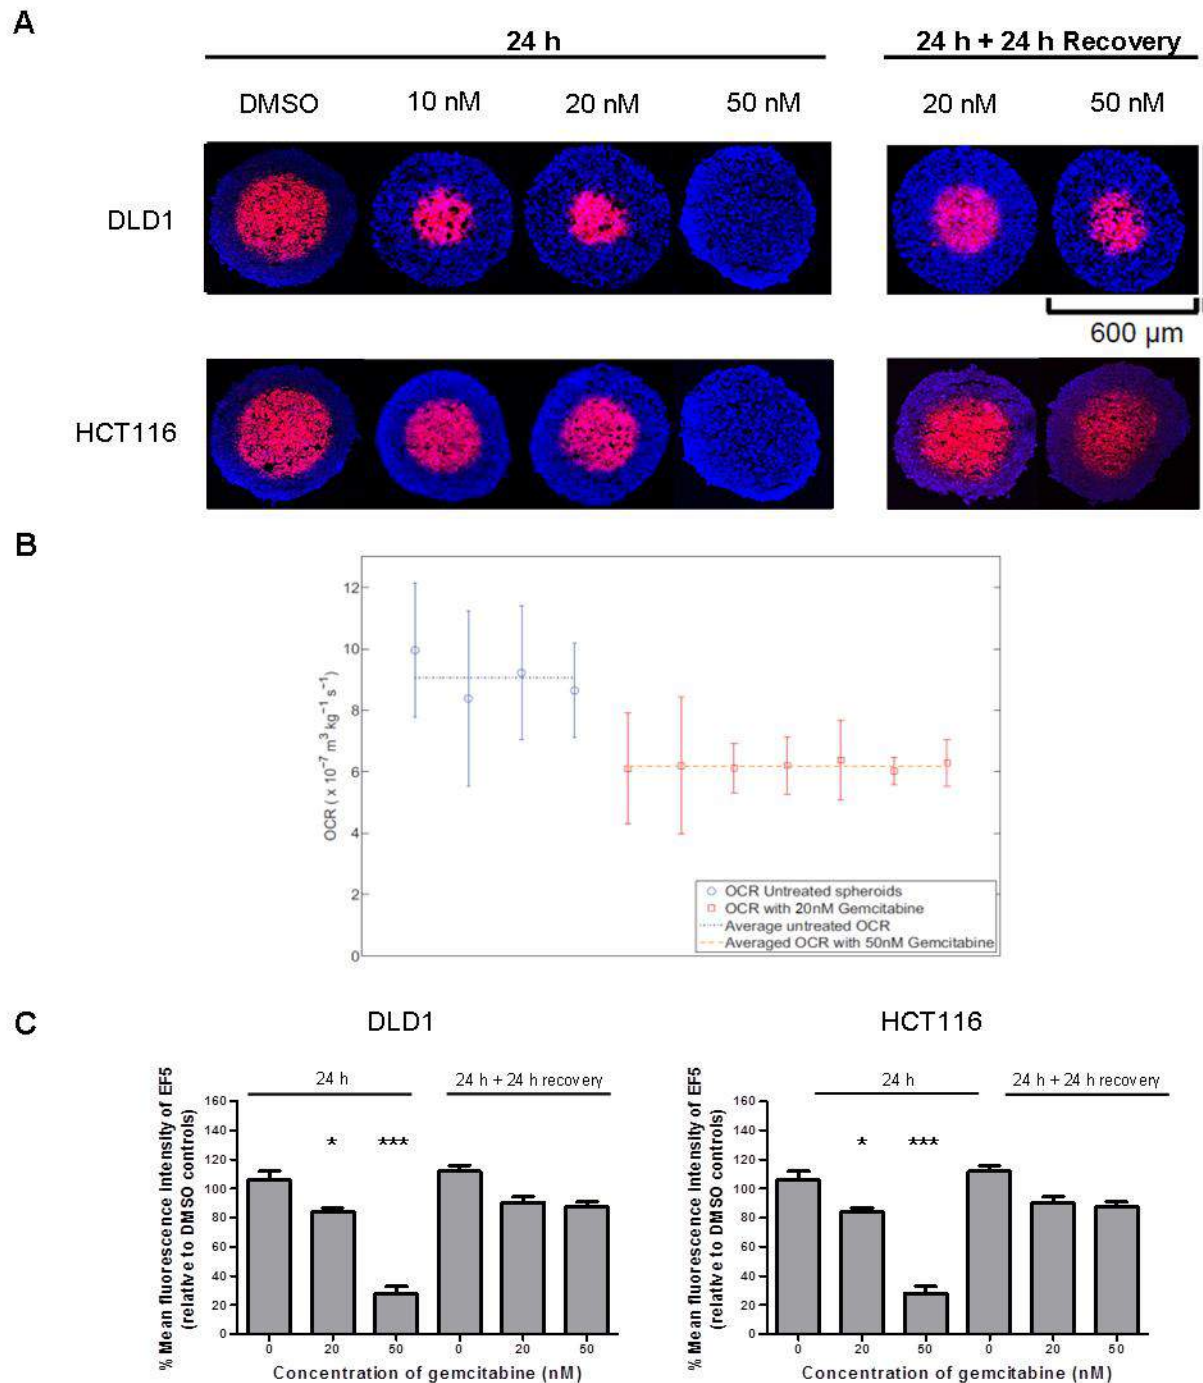 A
24 h
24 h + 24 h Recovery
DMSO 10 nM 20 nM 50 nM 20 nM 50 nM
DLD1
600 µm
HCT116
B
12
10
8
6
4
2
0
OCR ( x 10⁻⁷ m³ kg⁻¹ s⁻¹)
OCR Untreated spheroids
OCR with 20nM Gemcitabine
Average untreated OCR
Averaged OCR with 50nM Gemcitabine
C
DLD1
% Mean fluorescence intensity of EF5
(relative to DMSO controls)
24 h 24 h + 24 h recovery
160
140
120
100
80
60
40
20
0
* ***
0 20 50 0 20 50
Concentration of gemcitabine (nM)
HCT116
% Mean fluorescence intensity of EF5
(relative to DMSO controls)
24 h 24 h + 24 h recovery
160
140
120
100
80
60
40
20
0
* ***
0 20 50 0 20 50
Concentration of gemcitabine (nM)